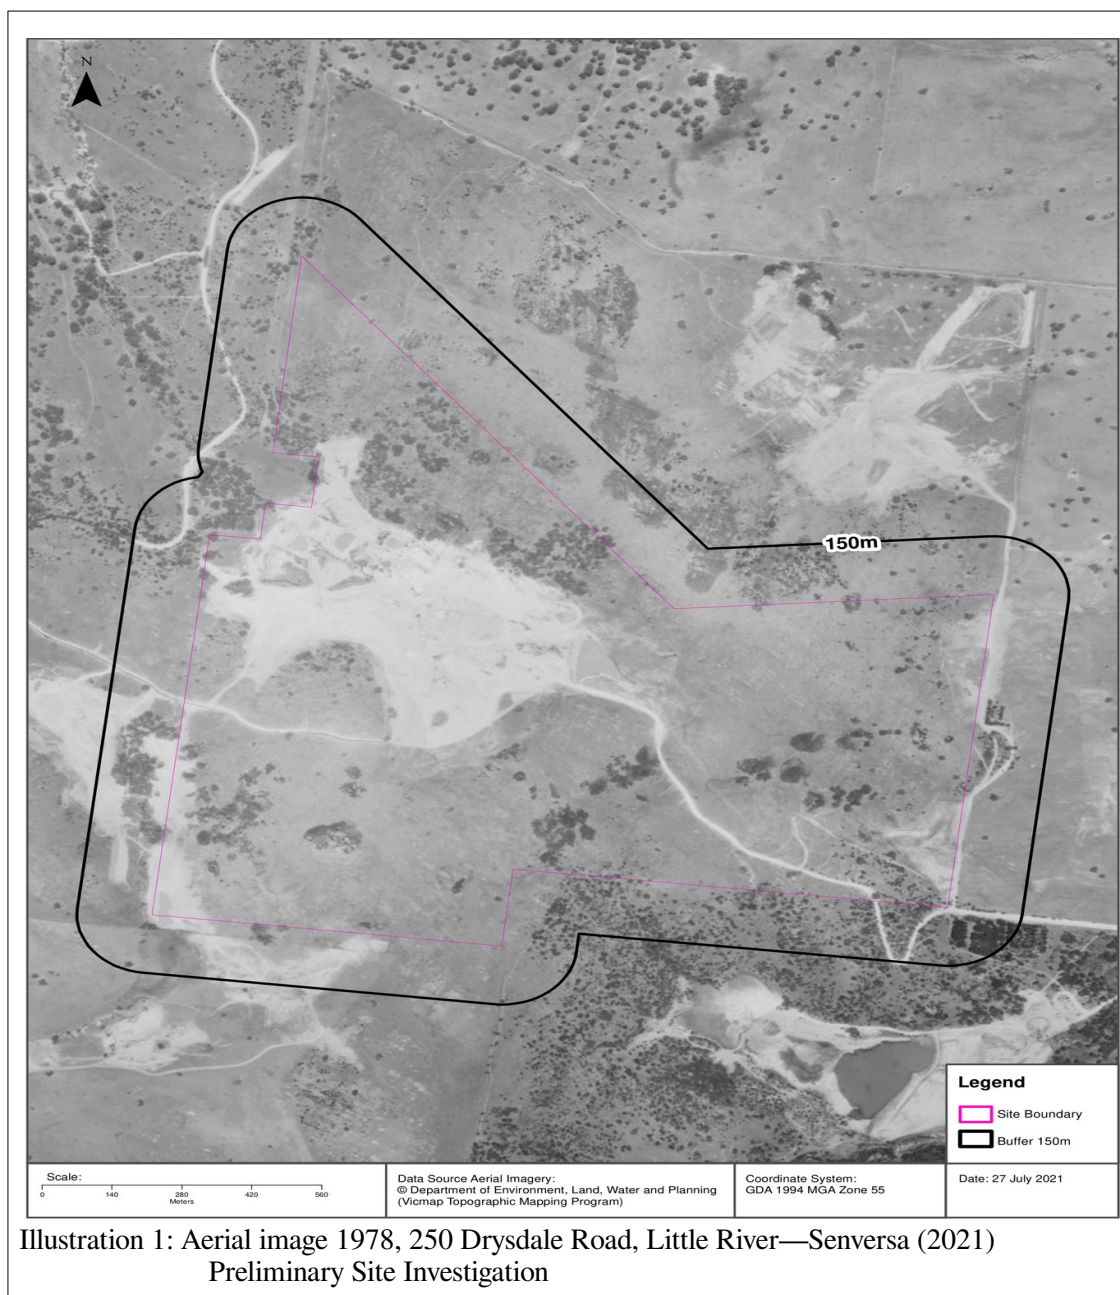 N
150m
Legend
Site Boundary
Buffer 150m
Scale:
0 140 280 420 560
Meters
Data Source Aerial Imagery:
© Department of Environment, Land, Water and Planning
(Vicmap Topographic Mapping Program)
Coordinate System:
GDA 1994 MGA Zone 55
Date: 27 July 2021
Illustration 1: Aerial image 1978, 250 Drysdale Road, Little River—Senversa (2021)
Preliminary Site Investigation